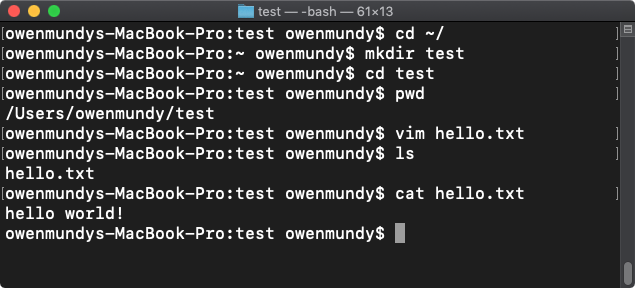 test — -bash — 61×13
[owenmundys-MacBook-Pro:test owenmundy$ cd ~/ ]
[owenmundys-MacBook-Pro:~ owenmundy$ mkdir test ]
[owenmundys-MacBook-Pro:~ owenmundy$ cd test ]
[owenmundys-MacBook-Pro:test owenmundy$ pwd ]
/Users/owenmundy/test
[owenmundys-MacBook-Pro:test owenmundy$ vim hello.txt ]
[owenmundys-MacBook-Pro:test owenmundy$ ls ]
hello.txt
[owenmundys-MacBook-Pro:test owenmundy$ cat hello.txt ]
hello world!
owenmundys-MacBook-Pro:test owenmundy$